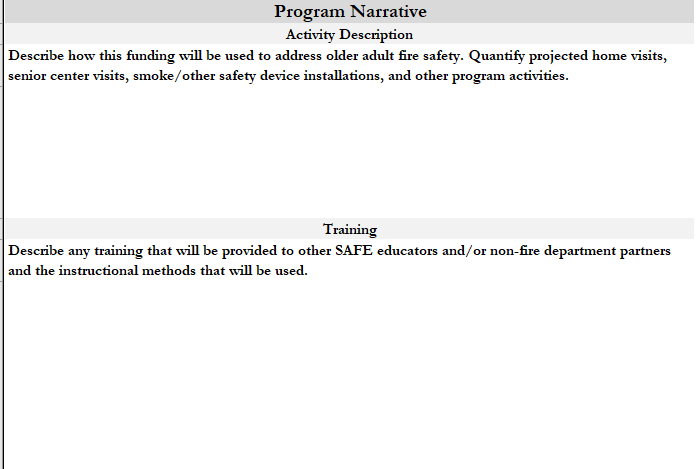 Program Narrative
Activity Description
Describe how this funding will be used to address older adult fire safety. Quantify projected home visits,
senior center visits, smoke/other safety device installations, and other program activities.
Training
Describe any training that will be provided to other SAFE educators and/or non-fire department partners
and the instructional methods that will be used.